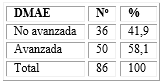 DMAE Nº %
No avanzada 36 41,9
Avanzada 50 58,1
Total 86 100